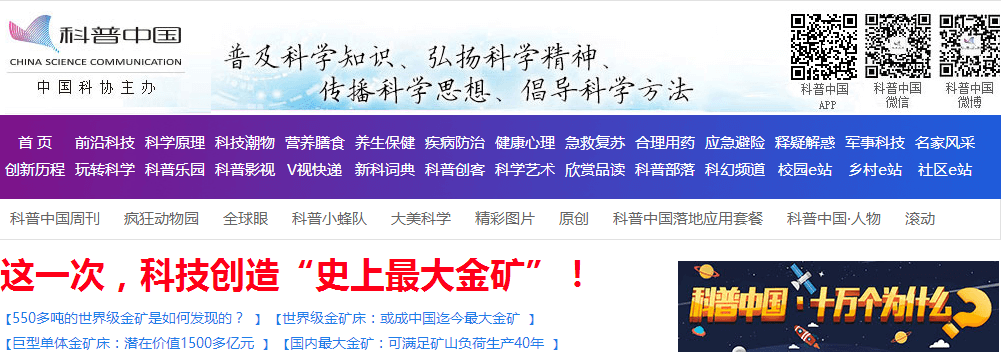 科普中国
CHINA SCIENCE COMMUNICATION
中国科协主办
普及科学知识、弘扬科学精神、
传播科学思想、倡导科学方法
科普中国 科普中国 科普中国
APP 微信 微博
首页 前沿科技 科学原理 科技潮物 营养膳食 养生保健 疾病防治 健康心理 急救复苏 合理用药 应急避险 释疑解惑 军事科技 名家风采
创新历程 玩转科学 科普乐园 科普影视 V视快递 新科词典 科普创客 科学艺术 欣赏品读 科普部落 科幻频道 校园e站 乡村e站 社区e站
科普中国周刊 疯狂动物园 全球眼 科普小蜂队 大美科学 精彩图片 原创 科普中国落地应用套餐 科普中国·人物 滚动
这一次，科技创造“史上最大金矿”！
【550多吨的世界级金矿是如何发现的？ 】【世界级金矿床：或成中国迄今最大金矿 】
【巨型单体金矿床：潜在价值1500多亿元 】【国内最大金矿：可满足矿山负荷生产40年 】
科普中国:十万个为什么?